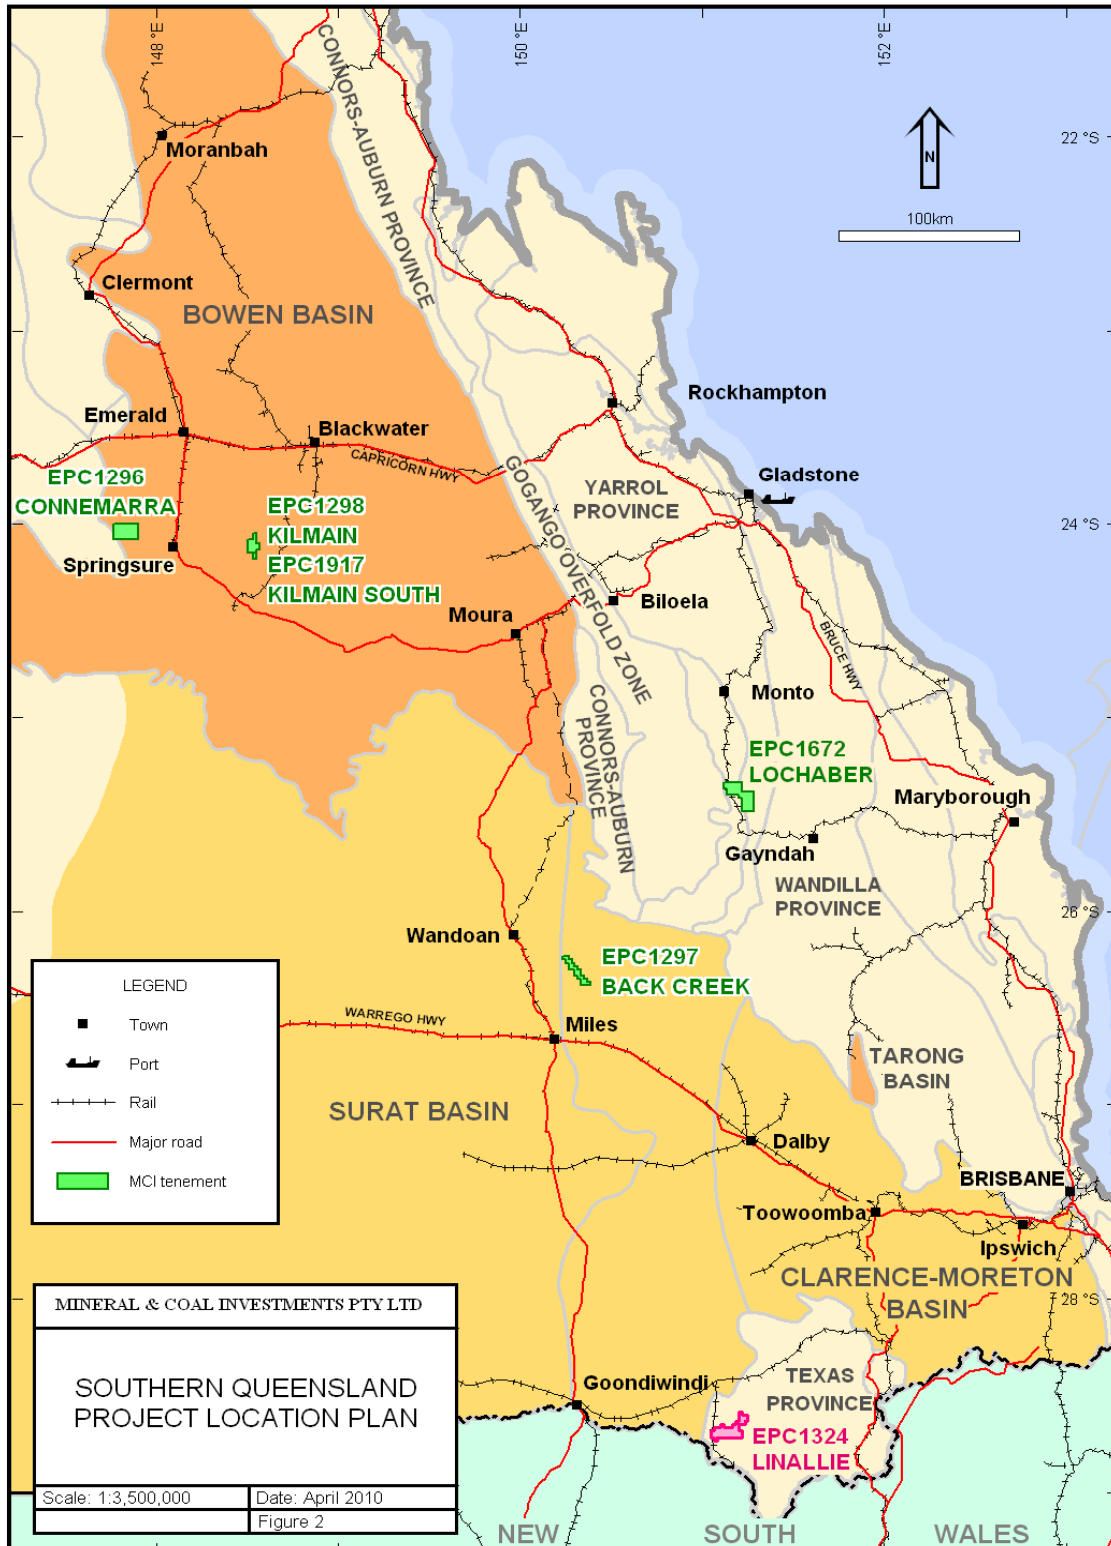 148 °E
150 °E
152 °E
CONNORS-AUBURN PROVINCE
22 °S
Moranbah
N
100km
Clermont
BOWEN BASIN
Rockhampton
Emerald
Blackwater
CAPRICORN HWY
GOGANGO OVERFOLD ZONE
EPC1296
CONNEMARRA
Gladstone
YARROL
PROVINCE
EPC1298
KILMAIN
EPC1917
KILMAIN SOUTH
24 °S
Springsure
Moura
Biloela
BRUCE HWY
Monto
CONNORS-AUBURN
PROVINCE
EPC1672
LOCHABER
Maryborough
Gayndah
WANDILLA
PROVINCE
26 °S
Wandoan
EPC1297
BACK CREEK
LEGEND
Town
Port
Rail
Major road
MCI tenement
WARREGO HWY
Miles
TARONG
BASIN
SURAT BASIN
Dalby
BRISBANE
Toowoomba
Ipswich
CLARENCE-MORETON
BASIN
28 °S
MINERAL & COAL INVESTMENTS PTY LTD
SOUTHERN QUEENSLAND
PROJECT LOCATION PLAN
Scale: 1:3,500,000
Date: April 2010
Figure 2
Goondiwindi
TEXAS
PROVINCE
EPC1324
LINALLIE
NEW SOUTH WALES